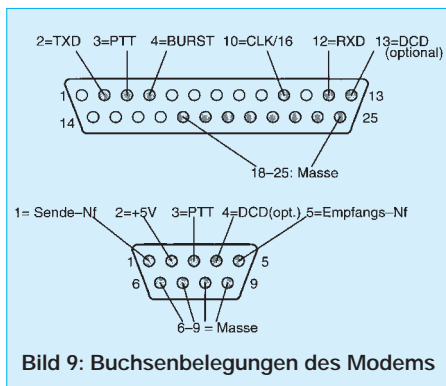 2=TXD 3=PTT 4=BURST 10=CLK/16 12=RXD 13=DCD
(optional)
1 13
14 25
18–25: Masse
1= Sende–Nf 2=+5V 3=PTT 4=DCD(opt.) 5=Empfangs–Nf
1 5
6 9
6–9 = Masse
Bild 9: Buchsenbelegungen des Modems